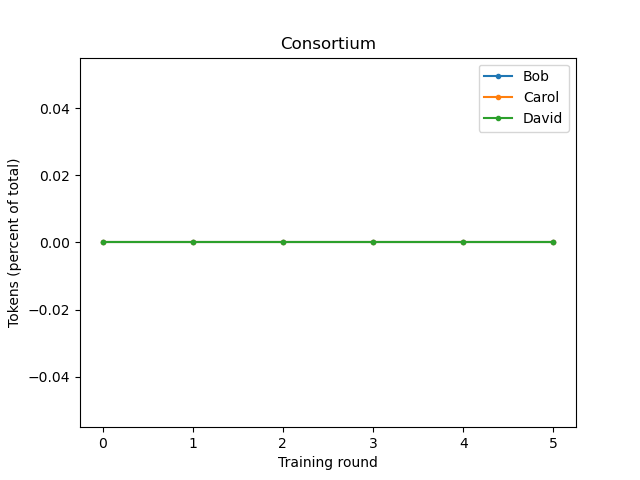 Consortium
Bob
Carol
David
0.04
0.02
0.00
−0.02
−0.04
Tokens (percent of total)
0 1 2 3 4 5
Training round